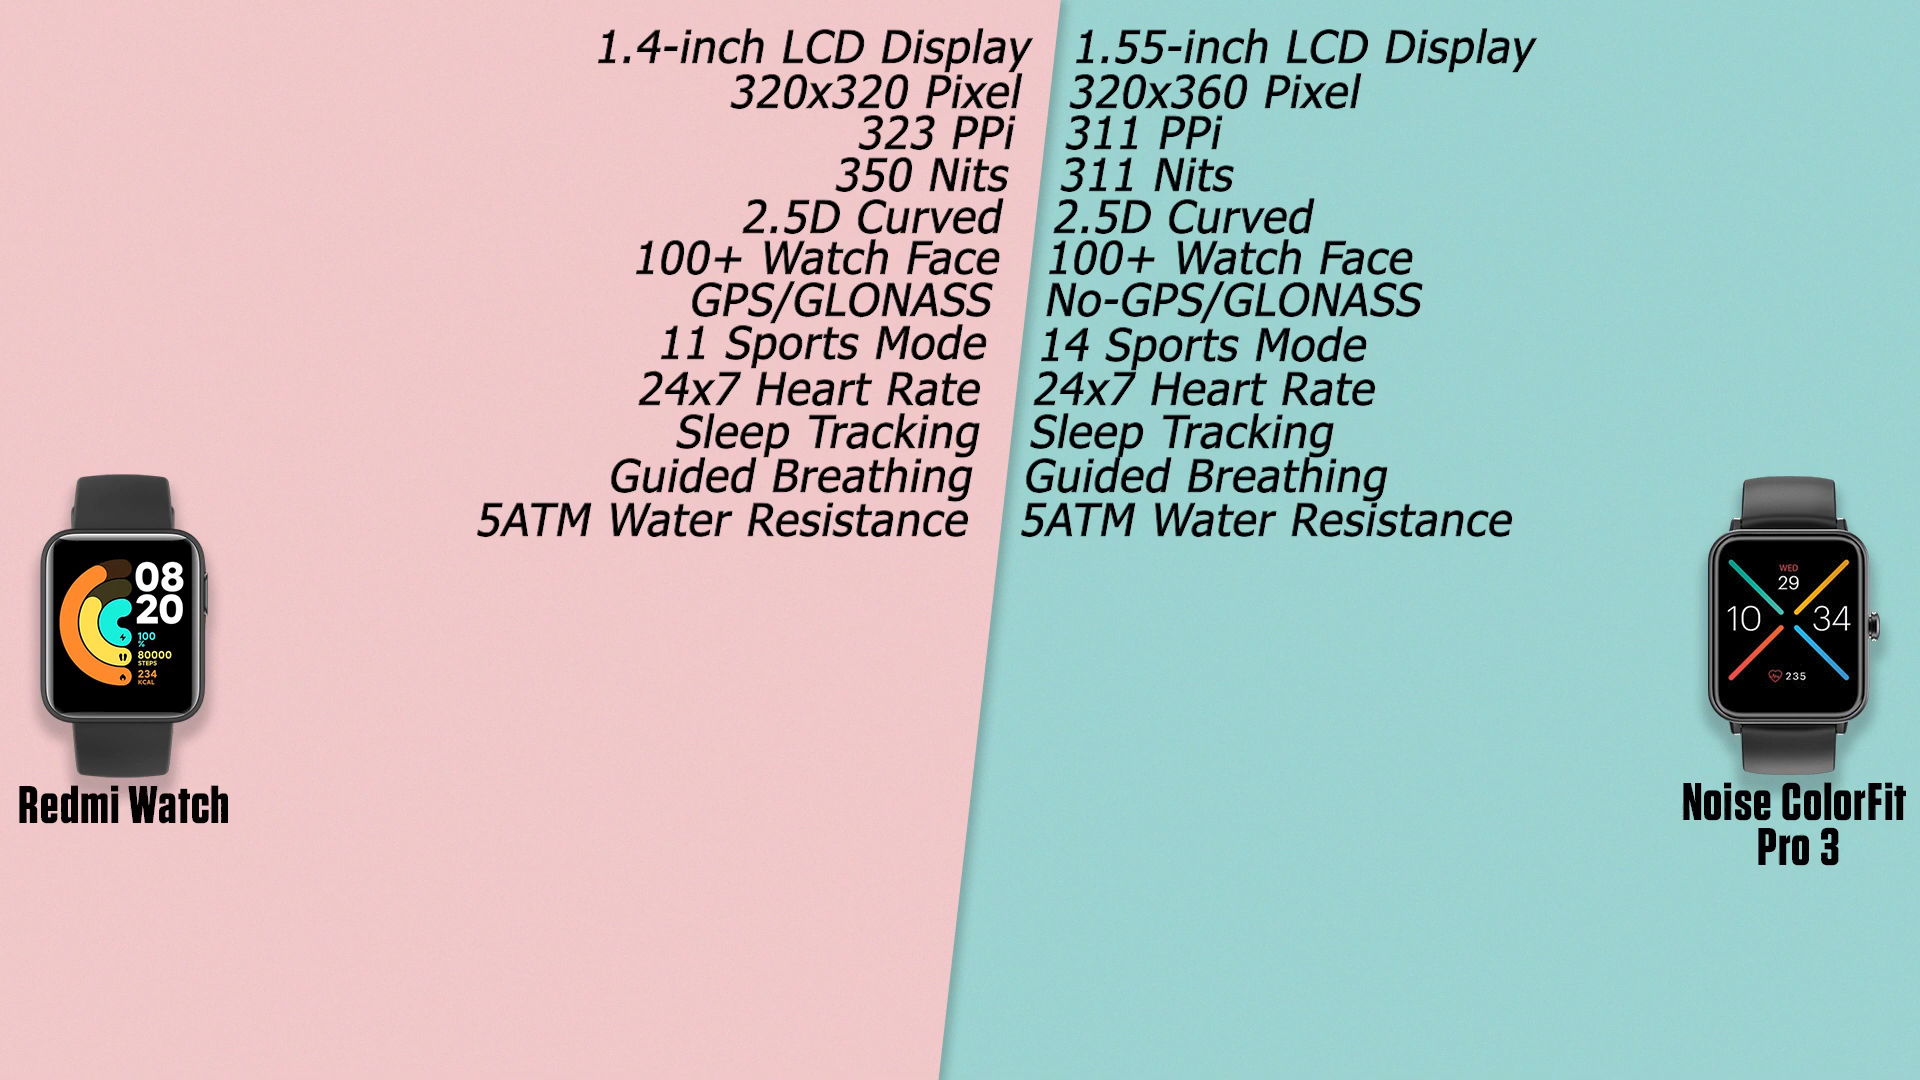 1.4-inch LCD Display
320x320 Pixel
323 PPi
350 Nits
2.5D Curved
100+ Watch Face
GPS/GLONASS
11 Sports Mode
24x7 Heart Rate
Sleep Tracking
Guided Breathing
5ATM Water Resistance
1.55-inch LCD Display
320x360 Pixel
311 PPi
311 Nits
2.5D Curved
100+ Watch Face
No-GPS/GLONASS
14 Sports Mode
24x7 Heart Rate
Sleep Tracking
Guided Breathing
5ATM Water Resistance
08
20
100
%
80000
STEPS
234
KCAL
Redmi Watch
WED
29
10 34
235
Noise ColorFit
Pro 3